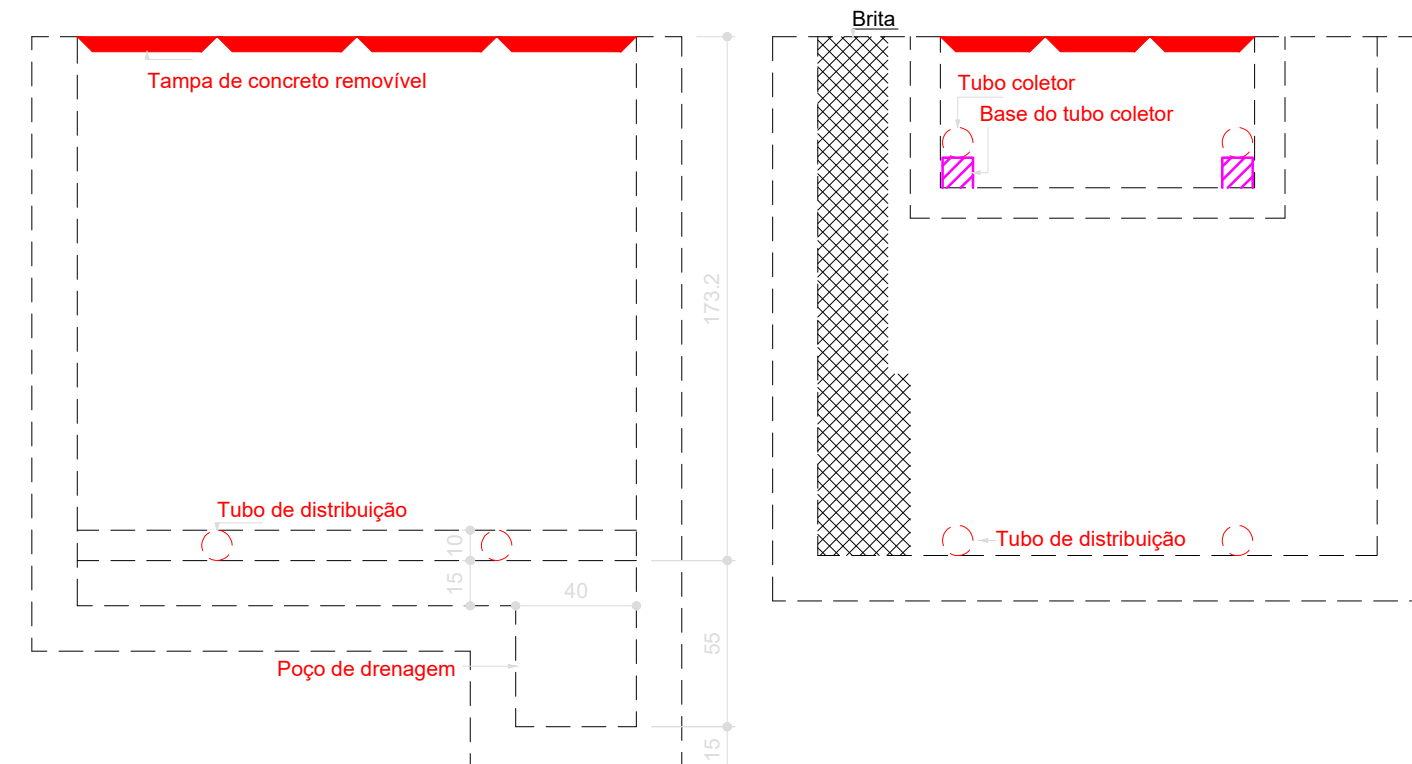 Brita
Tampa de concreto removível
Tubo coletor
Base do tubo coletor
173.2
Tubo de distribuição
Tubo de distribuição
10
15
40
55
Poço de drenagem
15